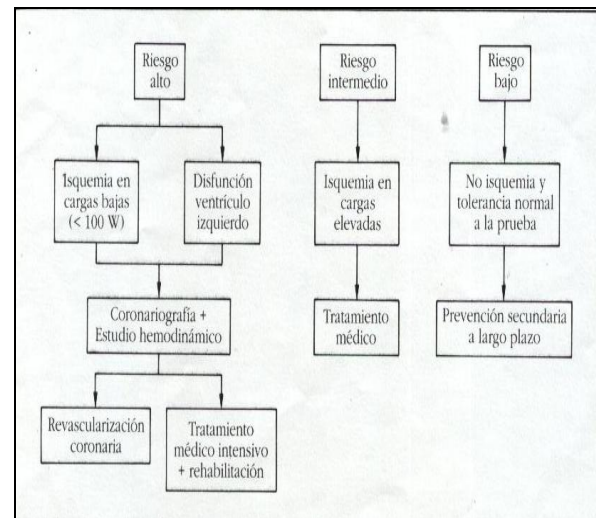 Riesgo
alto
Riesgo
intermedio
Riesgo
bajo
Isquemia en
cargas bajas
(< 100 W)
Disfunción
ventrículo
izquierdo
Isquemia en
cargas
elevadas
No isquemia y
tolerancia normal
a la prueba
Coronariografía +
Estudio hemodinámico
Tratamiento
médico
Prevención secundaria
a largo plazo
Revascularización
coronaria
Tratamiento
médico intensivo
+ rehabilitación